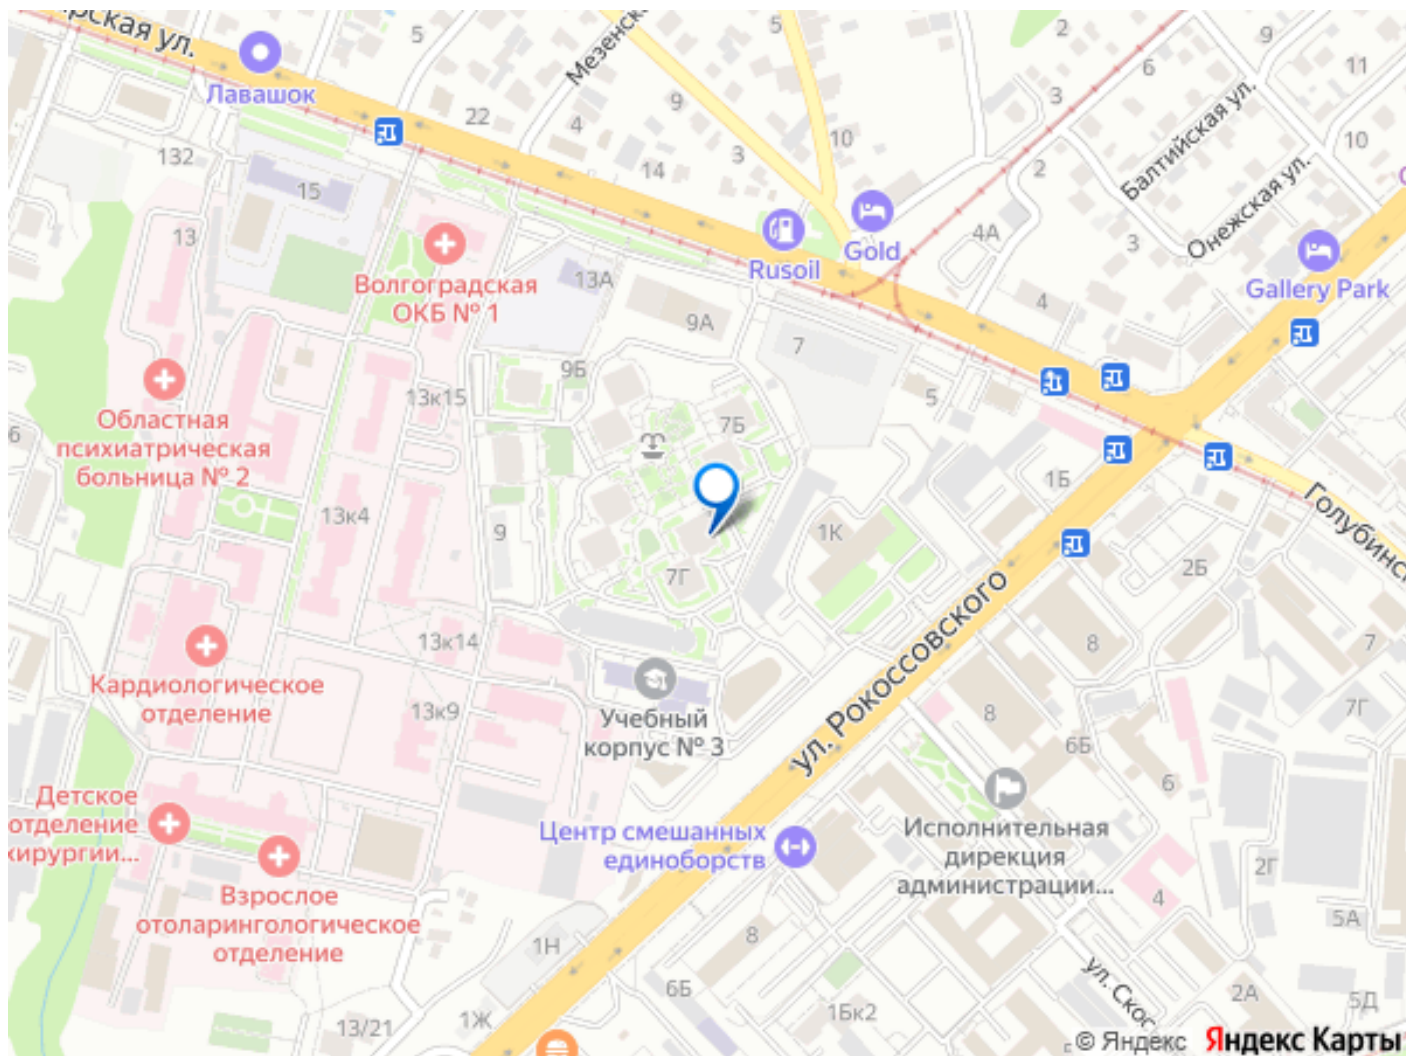 рская ул.
Лавашок
5
22
Мезенска
4
14
9
3
5
10
2
3
6
9
11
10
Балтийская ул.
Онежская ул.
2
3
4А
4
132
15
13
Волгоградская
ОКБ № 1
13А
9А
Rusoil
Gold
Gallery Park
7
5
9Б
7Б
13к15
Областная
психиатрическая
больница № 2
6
13к4
9
7Г
1К
1Б
2Б
Голубинс
13к14
13к9
Кардиологическое
отделение
Учебный
корпус № 3
ул. Рокоссовского
8
8
7
7Г
6Б
6
Детское
отделение
хирургии...
Взрослое
отоларингологическое
отделение
Центр смешанных
единоборств
Исполнительная
дирекция
администрации...
4
2Г
5А
8
1Н
6Б
1Бк2
ул. Скос
2А
5Д
13/21
1Ж
© Яндекс Яндекс Карты